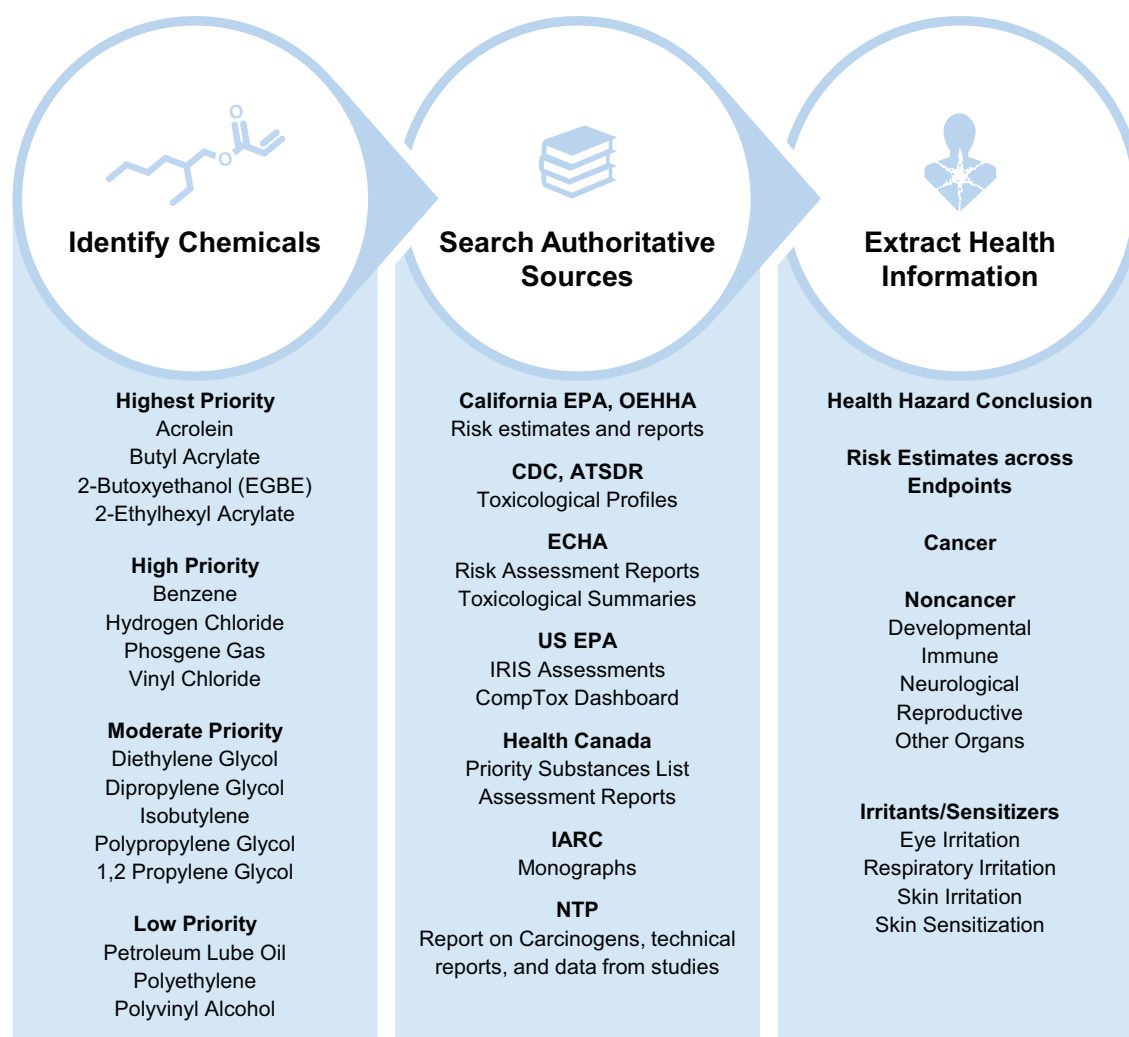 O
O
Identify Chemicals
Highest Priority
Acrolein
Butyl Acrylate
2-Butoxyethanol (EGBE)
2-Ethylhexyl Acrylate
High Priority
Benzene
Hydrogen Chloride
Phosgene Gas
Vinyl Chloride
Moderate Priority
Diethylene Glycol
Dipropylene Glycol
Isobutylene
Polypropylene Glycol
1,2 Propylene Glycol
Low Priority
Petroleum Lube Oil
Polyethylene
Polyvinyl Alcohol
Search Authoritative
Sources
California EPA, OEHHA
Risk estimates and reports
CDC, ATSDR
Toxicological Profiles
ECHA
Risk Assessment Reports
Toxicological Summaries
US EPA
IRIS Assessments
CompTox Dashboard
Health Canada
Priority Substances List
Assessment Reports
IARC
Monographs
NTP
Report on Carcinogens, technical
reports, and data from studies
Extract Health
Information
Health Hazard Conclusion
Risk Estimates across
Endpoints
Cancer
Noncancer
Developmental
Immune
Neurological
Reproductive
Other Organs
Irritants/Sensitizers
Eye Irritation
Respiratory Irritation
Skin Irritation
Skin Sensitization